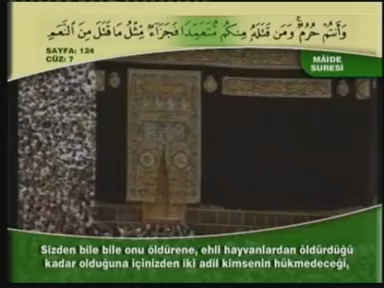 وَأَنتُمْ حُرُمٌ ۚ وَمَن قَتَلَهُ مِنكُم مُّتَعَمِّدًا فَجَزَاءٌ مِّثْلُ مَا قَتَلَ مِنَ النَّعَمِ
SAYFA: 124
CÜZ: 7
MÂİDE
SURESİ
Sizden bile bile onu öldürene, ehli hayvanlardan öldürdüğü
kadar olduğuna içinizden iki adil kimsenin hükmedeceği,